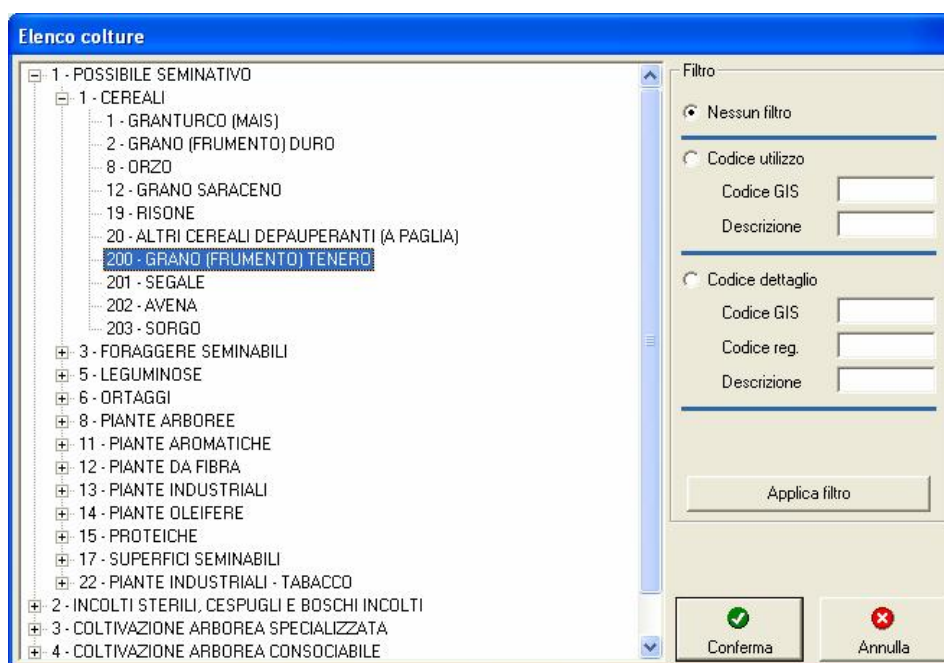 Elenco colture
1 - POSSIBILE SEMINATIVO
1 - CEREALI
1 - GRANTURCO (MAIS)
2 - GRANO (FRUMENTO) DURO
8 - ORZO
12 - GRANO SARACENO
19 - RISONE
20 - ALTRI CEREALI DEPAUPERANTI (A PAGLIA)
200 - GRANO (FRUMENTO) TENERO
201 - SEGALE
202 - AVENA
203 - SORGO
3 - FORAGGERE SEMINABILI
5 - LEGUMINOSE
6 - ORTAGGI
8 - PIANTE ARBOREE
11 - PIANTE AROMATICHE
12 - PIANTE DA FIBRA
13 - PIANTE INDUSTRIALI
14 - PIANTE OLEIFERE
15 - PROTEICHE
17 - SUPERFICI SEMINABILI
22 - PIANTE INDUSTRIALI - TABACCO
2 - INCOLTI STERILI, CESPUGLI E BOSCHI INCOLTI
3 - COLTIVAZIONE ARBOREA SPECIALIZZATA
4 - COLTIVAZIONE ARBOREA CONSOCIABILE
Filtro
Nessun filtro
Codice utilizzo
Codice GIS
Descrizione
Codice dettaglio
Codice GIS
Codice reg.
Descrizione
Applica filtro
Conferma
Annulla